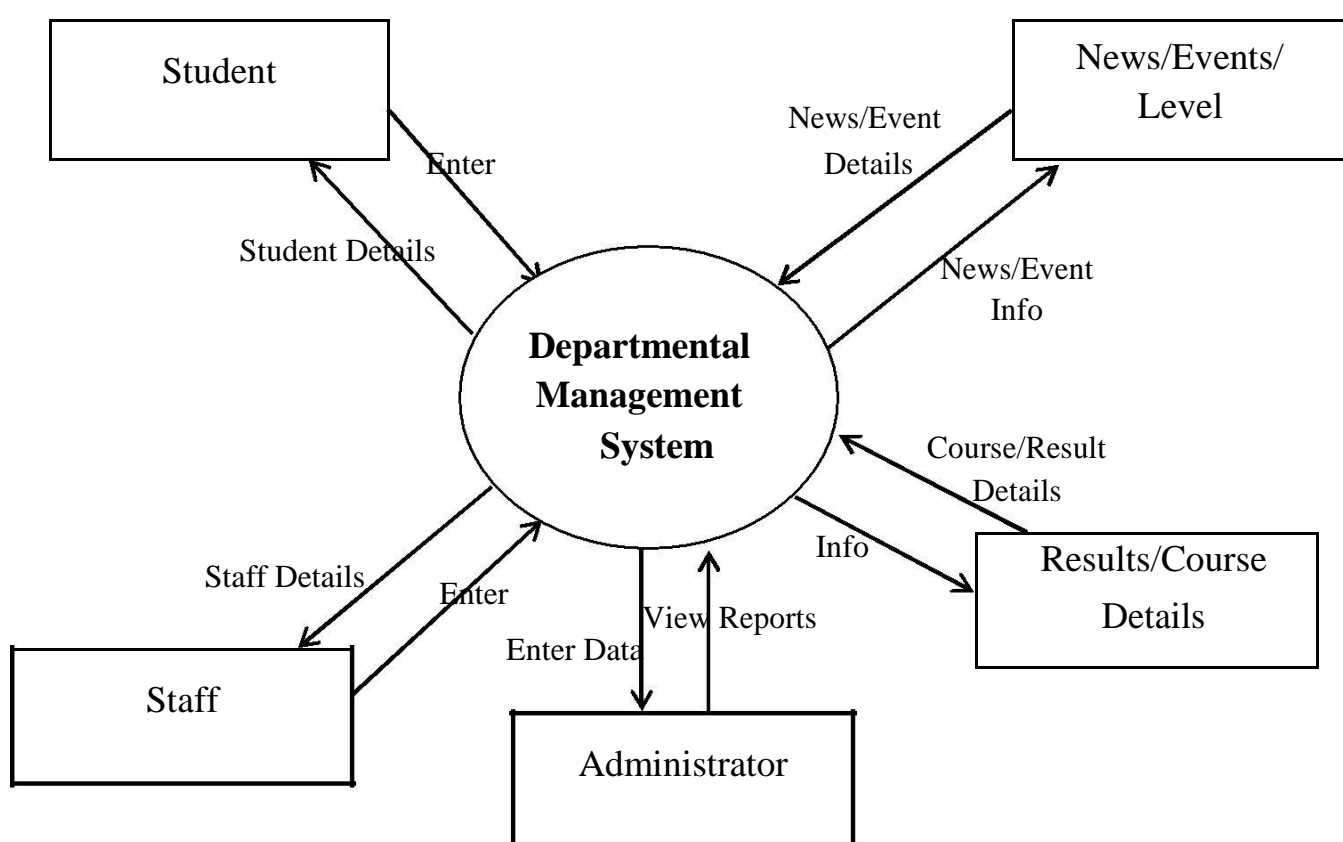 Student
News/Events/
Level
News/Event
Details
Enter
Student Details
News/Event
Info
Departmental
Management
System
Course/Result
Details
Info
Results/Course
Details
Staff Details
Enter
View Reports
Enter Data
Staff
Administrator